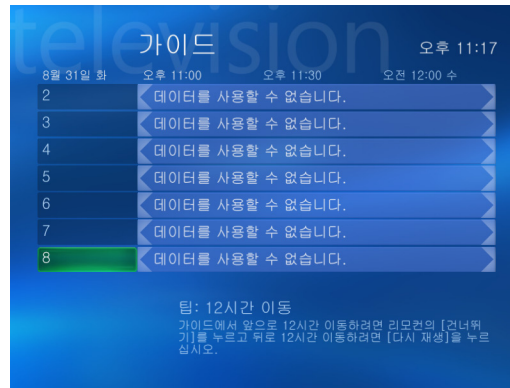 television
가이드
오후 11:17
8월 31일 화 오후 11:00 오후 11:30 오전 12:00 수
2 데이터를 사용할 수 없습니다.
3 데이터를 사용할 수 없습니다.
4 데이터를 사용할 수 없습니다.
5 데이터를 사용할 수 없습니다.
6 데이터를 사용할 수 없습니다.
7 데이터를 사용할 수 없습니다.
8 데이터를 사용할 수 없습니다.
팁: 12시간 이동
가이드에서 앞으로 12시간 이동하려면 리모컨의 [건너뛰
기]를 누르고 뒤로 12시간 이동하려면 [다시 재생]을 누르
십시오.